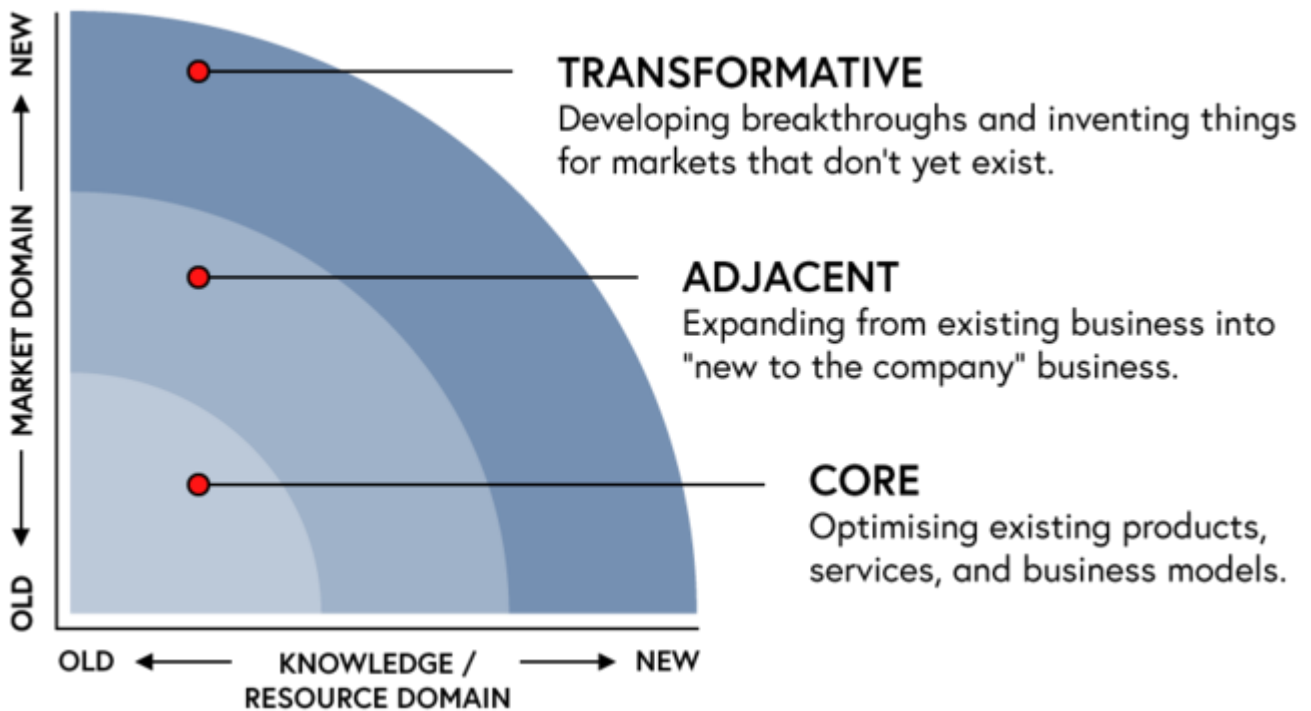 TRANSFORMATIVE
Developing breakthroughs and inventing things
for markets that don't yet exist.
ADJACENT
Expanding from existing business into
"new to the company" business.
CORE
Optimising existing products,
services, and business models.
NEW
MARKET DOMAIN
OLD
OLD
KNOWLEDGE /
RESOURCE DOMAIN
NEW